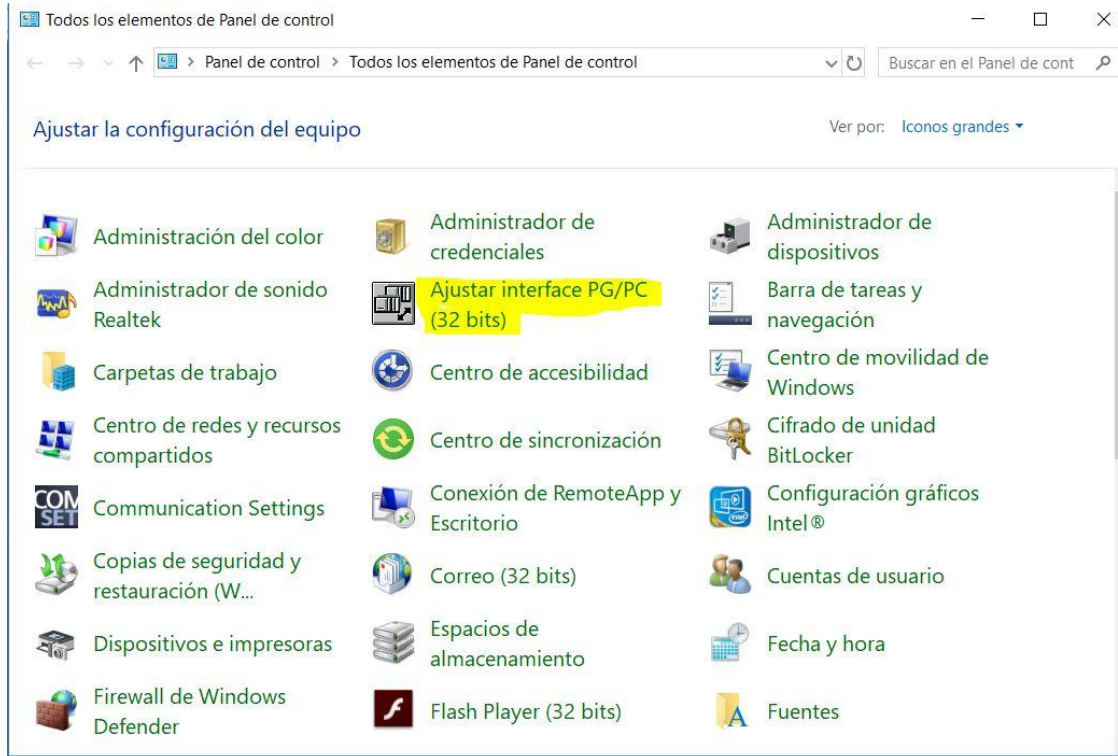 Todos los elementos de Panel de control
Panel de control > Todos los elementos de Panel de control
Buscar en el Panel de cont
Ajustar la configuración del equipo
Ver por: Iconos grandes
Administración del color
Administrador de
credenciales
Administrador de
dispositivos
Administrador de sonido
Realtek
Ajustar interface PG/PC
(32 bits)
Barra de tareas y
navegación
Carpetas de trabajo
Centro de accesibilidad
Centro de movilidad de
Windows
Centro de redes y recursos
compartidos
Centro de sincronización
Cifrado de unidad
BitLocker
COM
SET
Communication Settings
Conexión de RemoteApp y
Escritorio
intel
Configuración gráficos
Intel®
Copias de seguridad y
restauración (W...
Correo (32 bits)
Cuentas de usuario
Dispositivos e impresoras
Espacios de
almacenamiento
Fecha y hora
Firewall de Windows
Defender
Flash Player (32 bits)
A
Fuentes